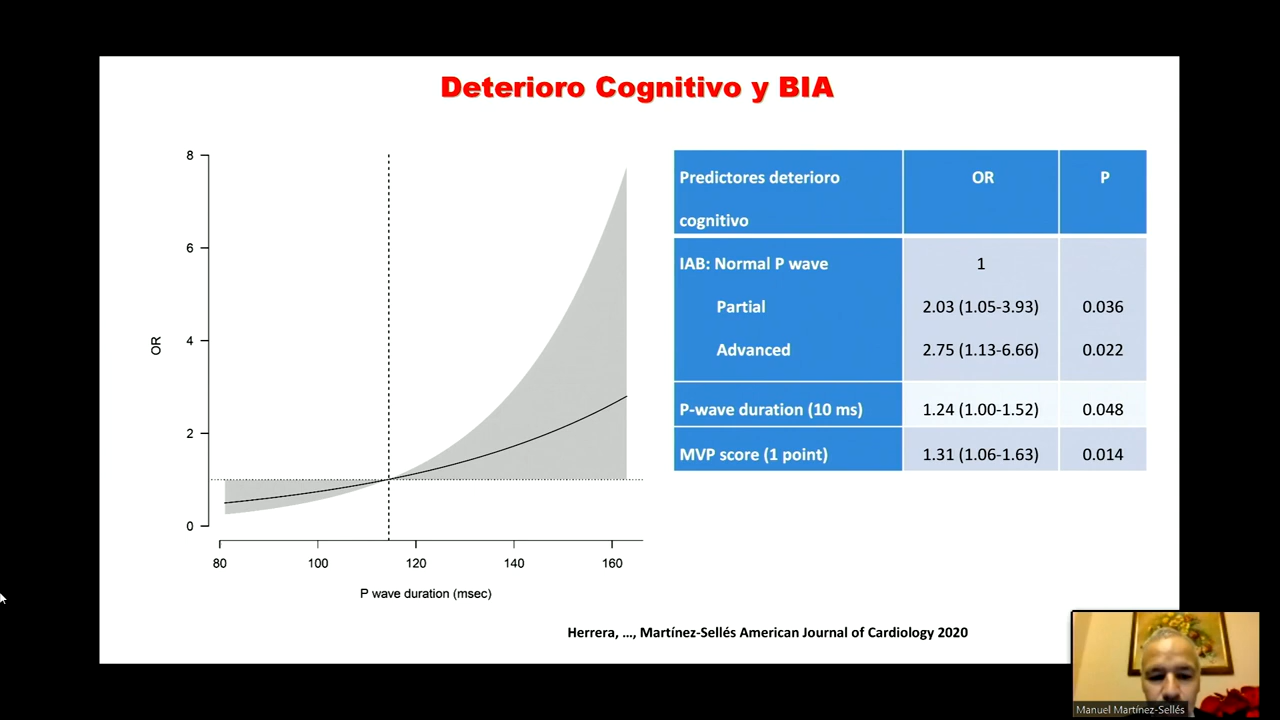 Deterioro Cognitivo y BIA
8
6
4
2
0
OR
80 100 120 140 160
P wave duration (msec)
Predictores deterioro cognitivo OR P
IAB: Normal P wave 1
Partial 2.03 (1.05-3.93) 0.036
Advanced 2.75 (1.13-6.66) 0.022
P-wave duration (10 ms) 1.24 (1.00-1.52) 0.048
MVP score (1 point) 1.31 (1.06-1.63) 0.014
Herrera, ..., Martínez-Sellés American Journal of Cardiology 2020
Manuel Martínez-Sellés